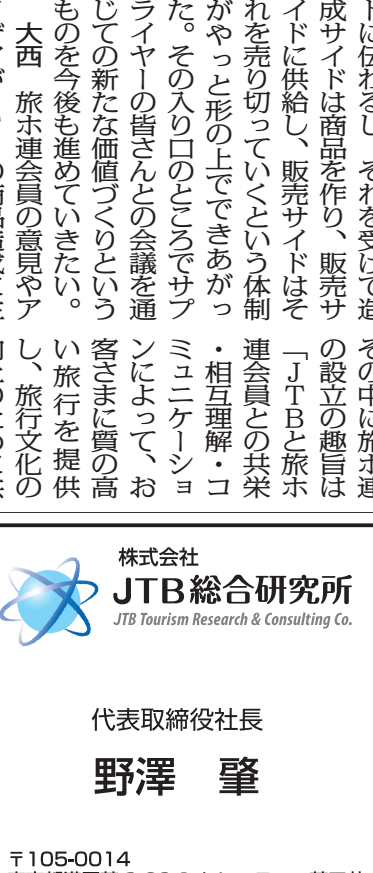 トに伝わるし、それを受けて造
成サイドは商品を作り、販売サ
イドに供給し、販売サイドはそ
れを売り切っていくという体制
がやっと形の上でできあがっ
た。その入り口のところでサプ
ライヤーの皆さんとの会議を通
じての新たな価値づくりという
ものを今後も進めていきたい。
大西　旅ホ連会員の意見やア
その中に旅ホ連
の設立の趣旨は
「JTBと旅ホ
連会員との共栄
・相互理解・コ
ミュニケーショ
ンによって、お
客さまに質の高
い旅行を提供
し、旅行文化の
株式会社
JTB総合研究所
JTB Tourism Research & Consulting Co.
代表取締役社長
野澤　肇
〒105-0014